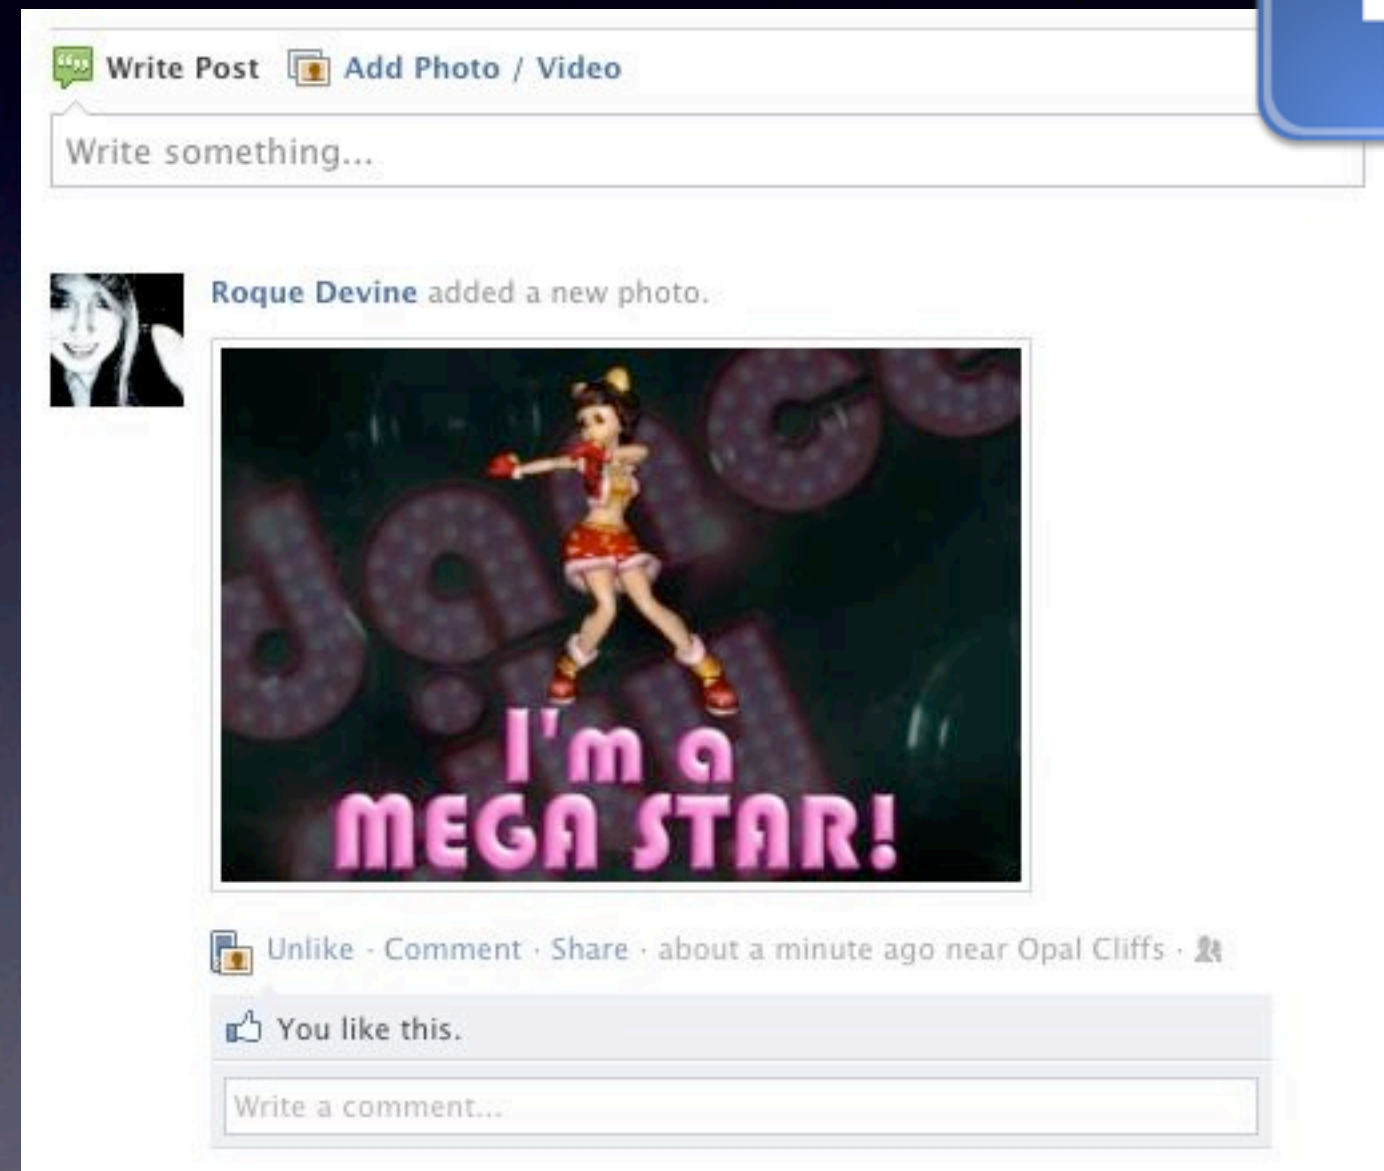 Write Post Add Photo / Video
Write something...
Roque Devine added a new photo.
dance
I'm a
MEGA STAR!
Unlike · Comment · Share · about a minute ago near Opal Cliffs ·
You like this.
Write a comment...